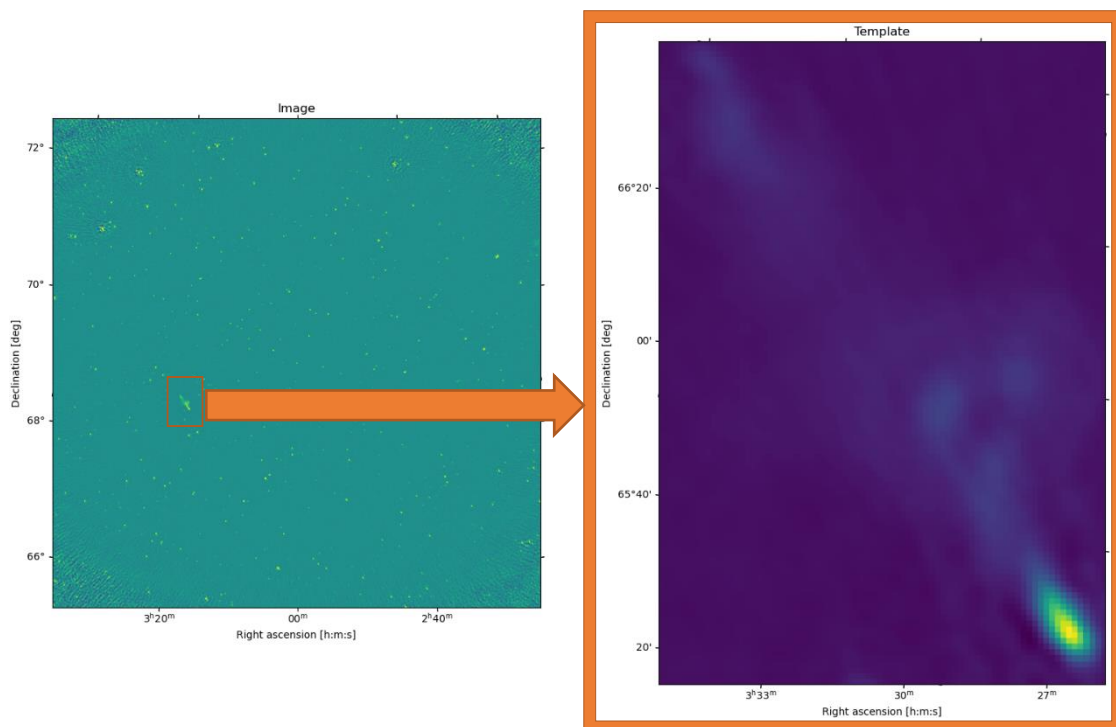 Image
72°
70°
68°
66°
Declination [deg]
3ʰ20ᵐ 00ᵐ 2ʰ40ᵐ
Right ascension [h:m:s]
Template
66°20'
00'
65°40'
20'
Declination [deg]
3ʰ33ᵐ 30ᵐ 27ᵐ
Right ascension [h:m:s]